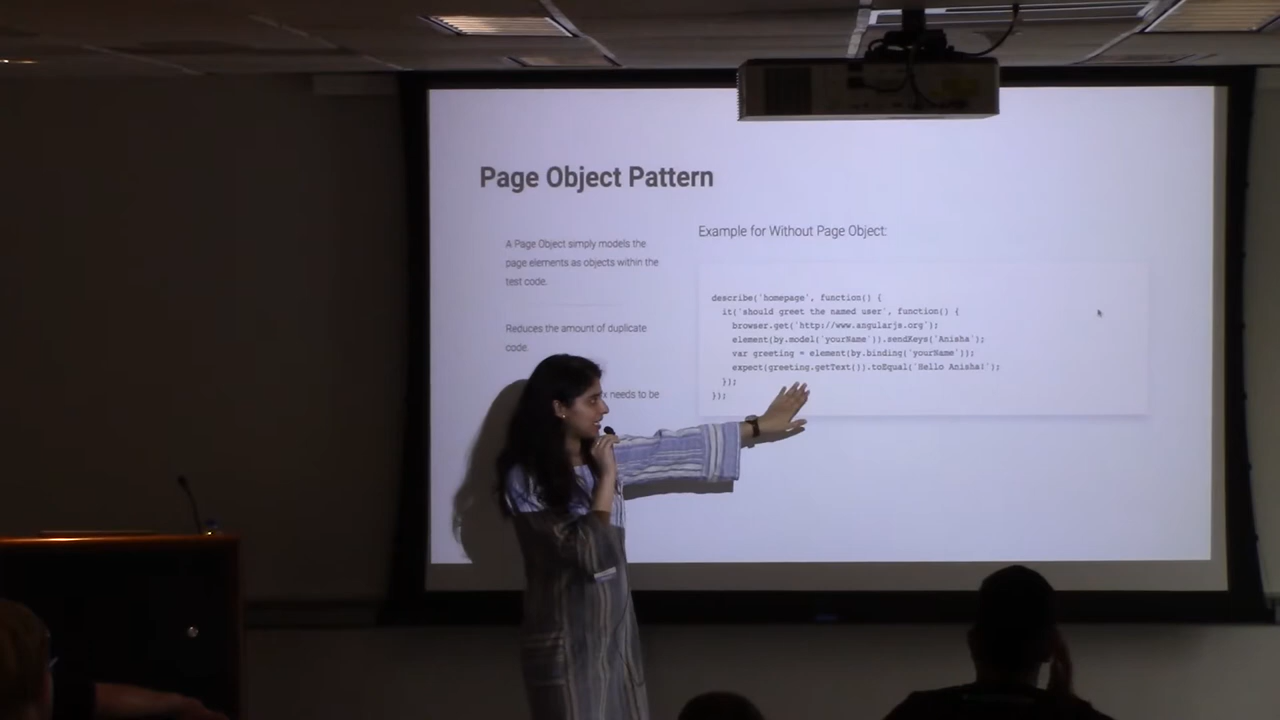 Page Object Pattern
A Page Object simply models the
page elements as objects within the
test code.
Reduces the amount of duplicate
code.
needs to be
Example for Without Page Object:
describe('homepage', function() {
it('should greet the named user', function() {
browser.get('http://www.angularjs.org');
element(by.model('yourName')).sendKeys('Anisha');
var greeting = element(by.binding('yourName'));
expect(greeting.getText()).toEqual('Hello Anisha!');
});
});